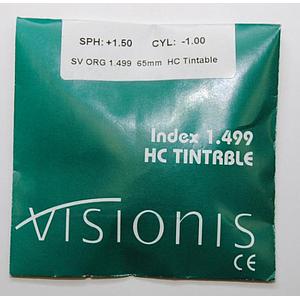 SPH: +1.50 CYL: -1.00
SV ORG 1.499 65mm HC Tintable
Index 1.499
HC TINTABLE
VISIONIS
CE